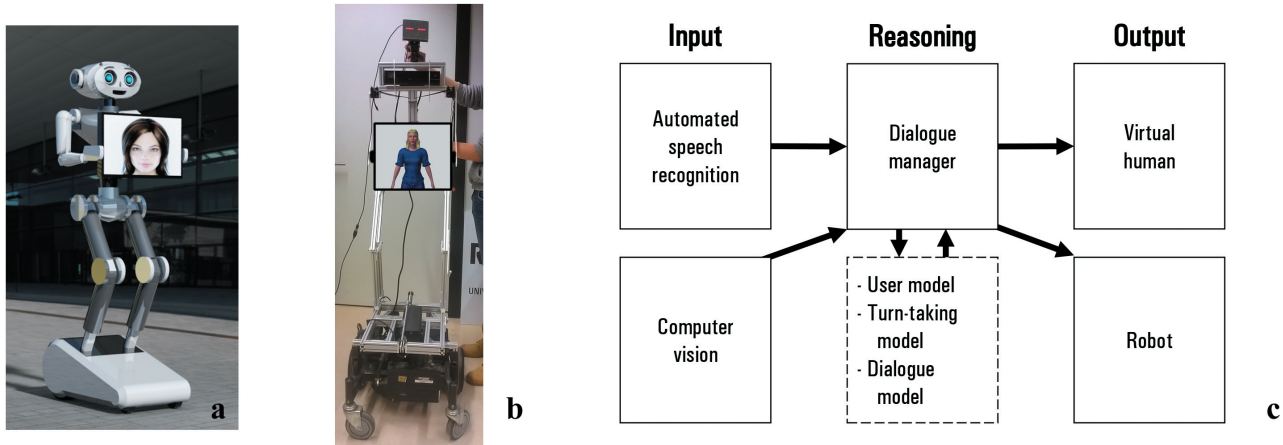 a
b
Input
Reasoning
Output
Automated
speech
recognition
Dialogue
manager
Virtual
human
Computer
vision
- User model
- Turn-taking
model
- Dialogue
model
Robot
c